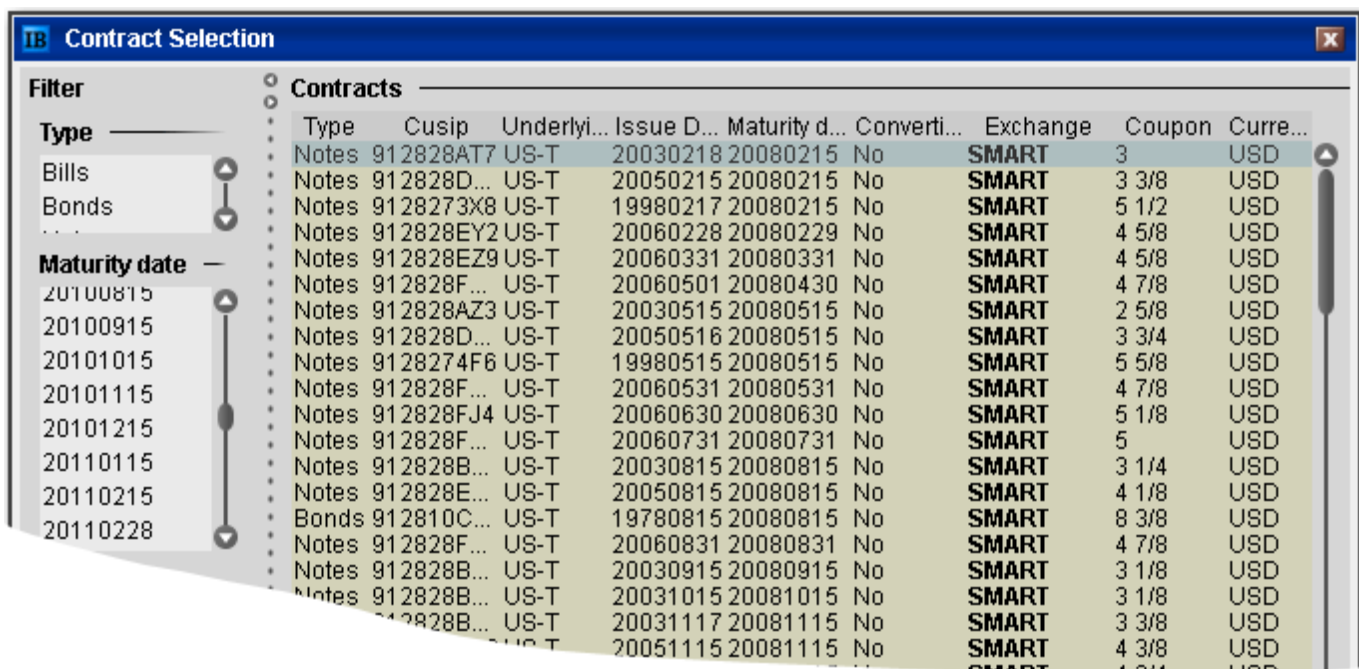 IB Contract Selection
Filter
Type
Bills
Bonds
Maturity date
20100815
20100915
20101015
20101115
20101215
20110115
20110215
20110228
Contracts
Type Cusip Underlyi... Issue D... Maturity d... Converti... Exchange Coupon Curre...
Notes 912828AT7 US-T 20030218 20080215 No SMART 3 USD
Notes 912828D... US-T 20050215 20080215 No SMART 3 3/8 USD
Notes 9128273X8 US-T 19980217 20080215 No SMART 5 1/2 USD
Notes 912828EY2 US-T 20060228 20080229 No SMART 4 5/8 USD
Notes 912828EZ9 US-T 20060331 20080331 No SMART 4 5/8 USD
Notes 912828F... US-T 20060501 20080430 No SMART 4 7/8 USD
Notes 912828AZ3 US-T 20030515 20080515 No SMART 2 5/8 USD
Notes 912828D... US-T 20050516 20080515 No SMART 3 3/4 USD
Notes 9128274F6 US-T 19980515 20080515 No SMART 5 5/8 USD
Notes 912828F... US-T 20060531 20080531 No SMART 4 7/8 USD
Notes 912828FJ4 US-T 20060630 20080630 No SMART 5 1/8 USD
Notes 912828F... US-T 20060731 20080731 No SMART 5 USD
Notes 912828B... US-T 20030815 20080815 No SMART 3 1/4 USD
Notes 912828E... US-T 20050815 20080815 No SMART 4 1/8 USD
Bonds 912810C... US-T 19780815 20080815 No SMART 8 3/8 USD
Notes 912828F... US-T 20060831 20080831 No SMART 4 7/8 USD
Notes 912828B... US-T 20030915 20080915 No SMART 3 1/8 USD
Notes 912828B... US-T 20031015 20081015 No SMART 3 1/8 USD
912828B... US-T 20031117 20081115 No SMART 3 3/8 USD
US-T 20051115 20081115 No SMART 4 3/8 USD